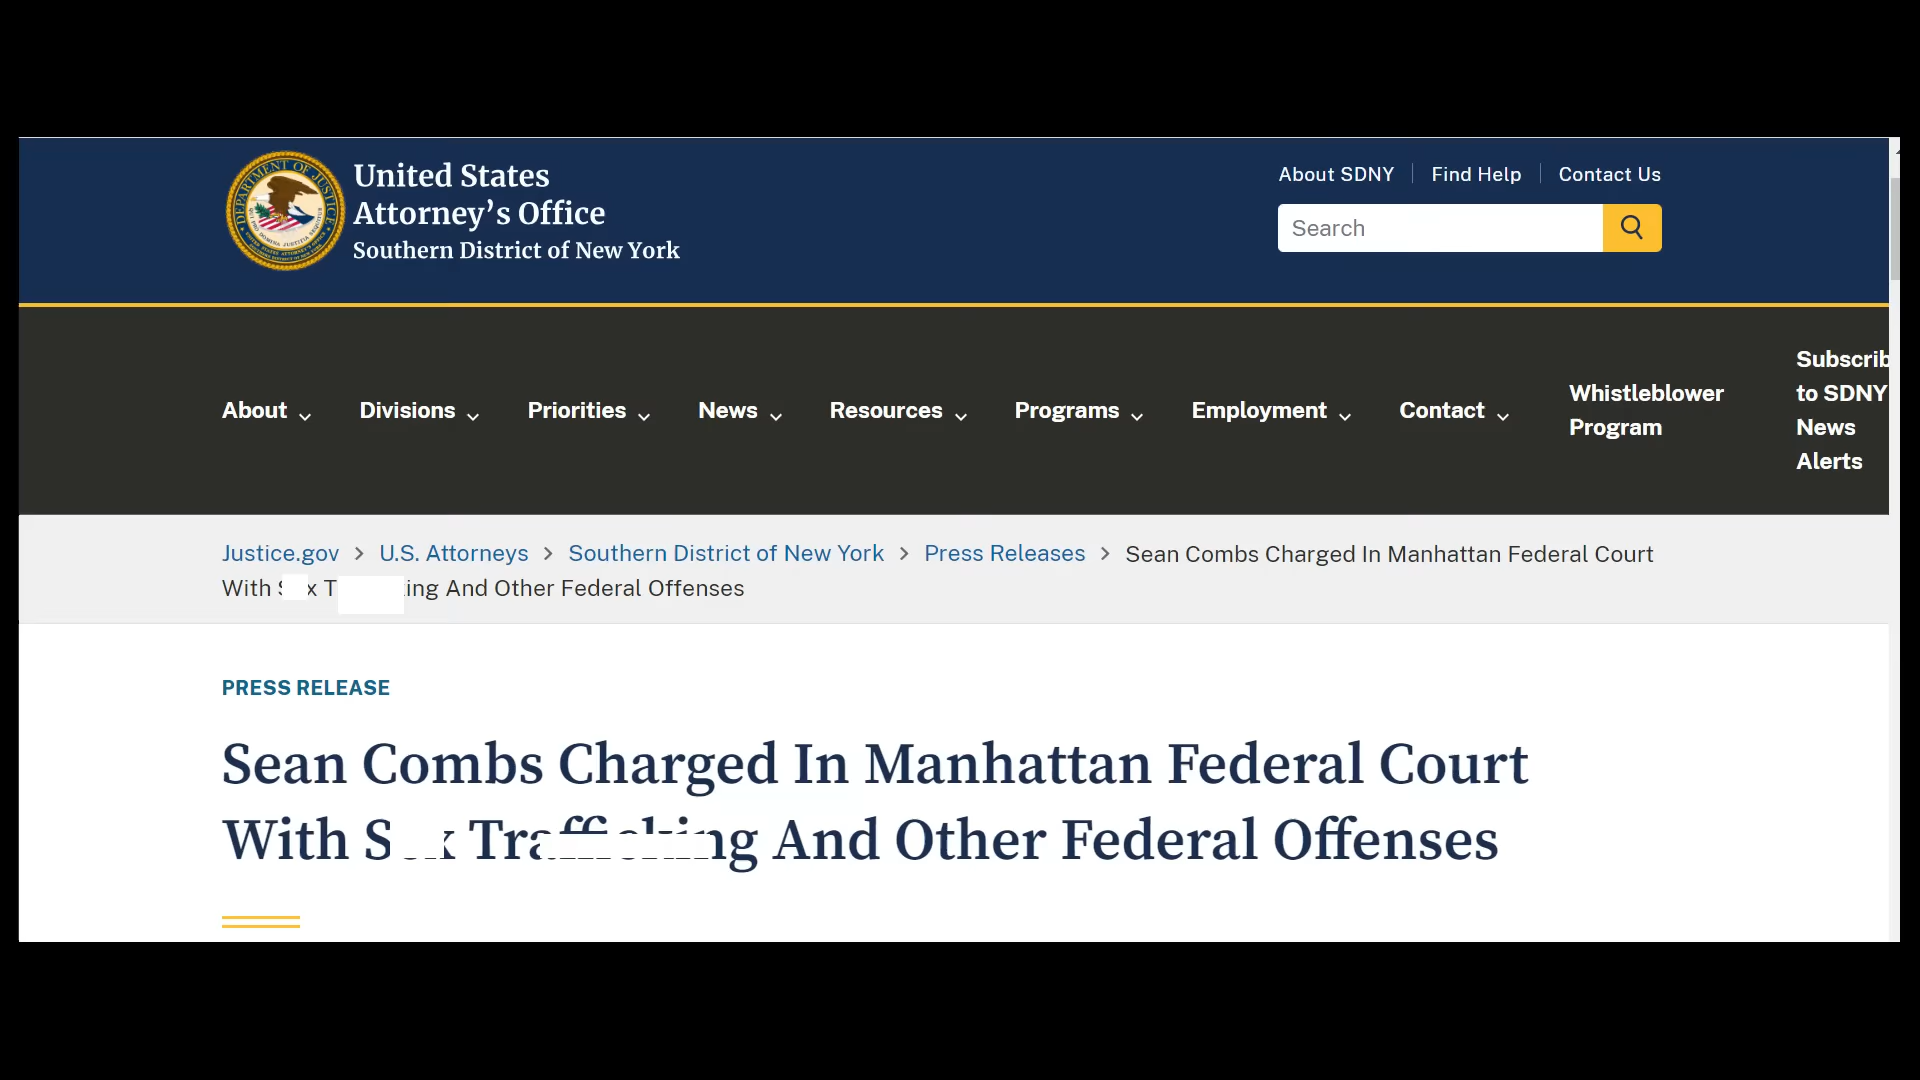 United States
Attorney’s Office
Southern District of New York
About SDNY
Find Help
Contact Us
Search
About
Divisions
Priorities
News
Resources
Programs
Employment
Contact
Whistleblower
Program
Subscrib
to SDNY
News
Alerts
Justice.gov > U.S. Attorneys > Southern District of New York > Press Releases > Sean Combs Charged In Manhattan Federal Court
With And Other Federal Offenses
PRESS RELEASE
Sean Combs Charged In Manhattan Federal Court
With And Other Federal Offenses